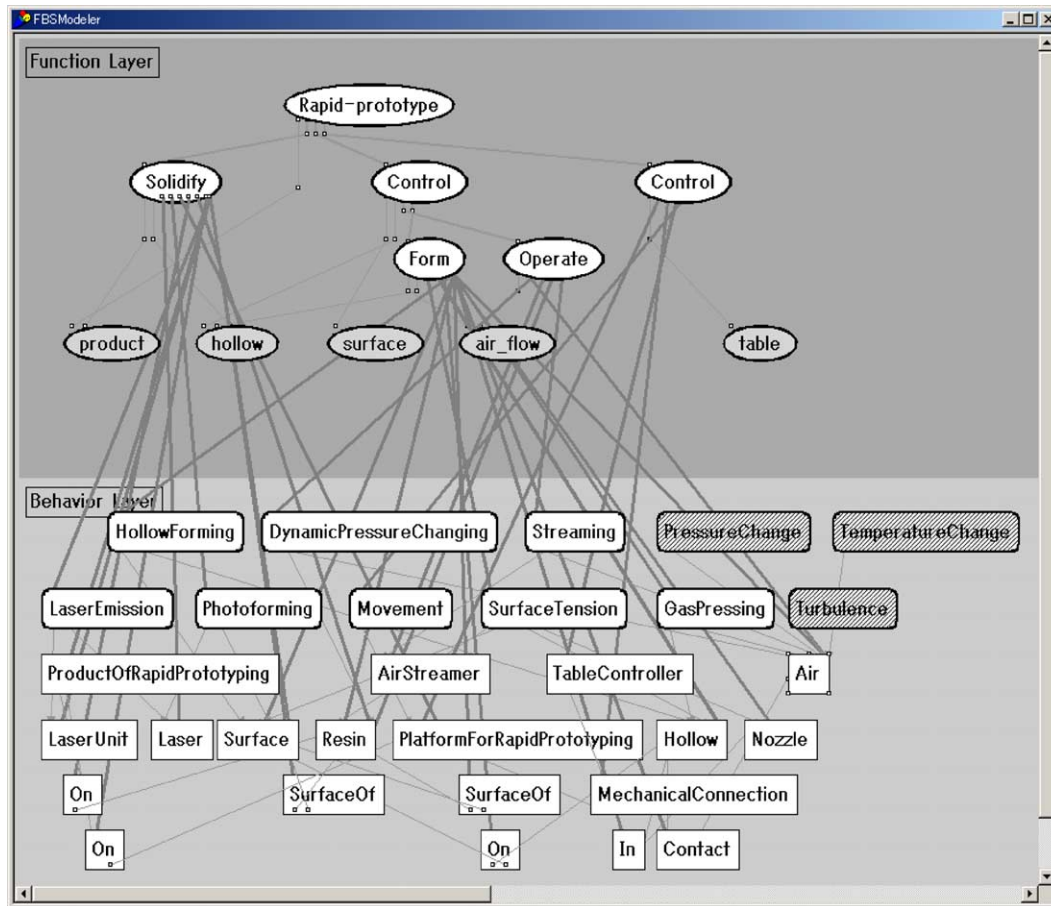 FBSModeler
Function Layer
Rapid-prototype
Solidify
Control
Control
Form
Operate
product
hollow
surface
air_flow
table
Behavior Layer
HollowForming
DynamicPressureChanging
Streaming
PressureChange
TemperatureChange
LaserEmission
Photoforming
Movement
SurfaceTension
GasPressing
Turbulence
ProductOfRapidPrototyping
AirStreamer
TableController
Air
LaserUnit
Laser
Surface
Resin
PlatformForRapidPrototyping
Hollow
Nozzle
On
SurfaceOf
SurfaceOf
MechanicalConnection
On
On
In
Contact